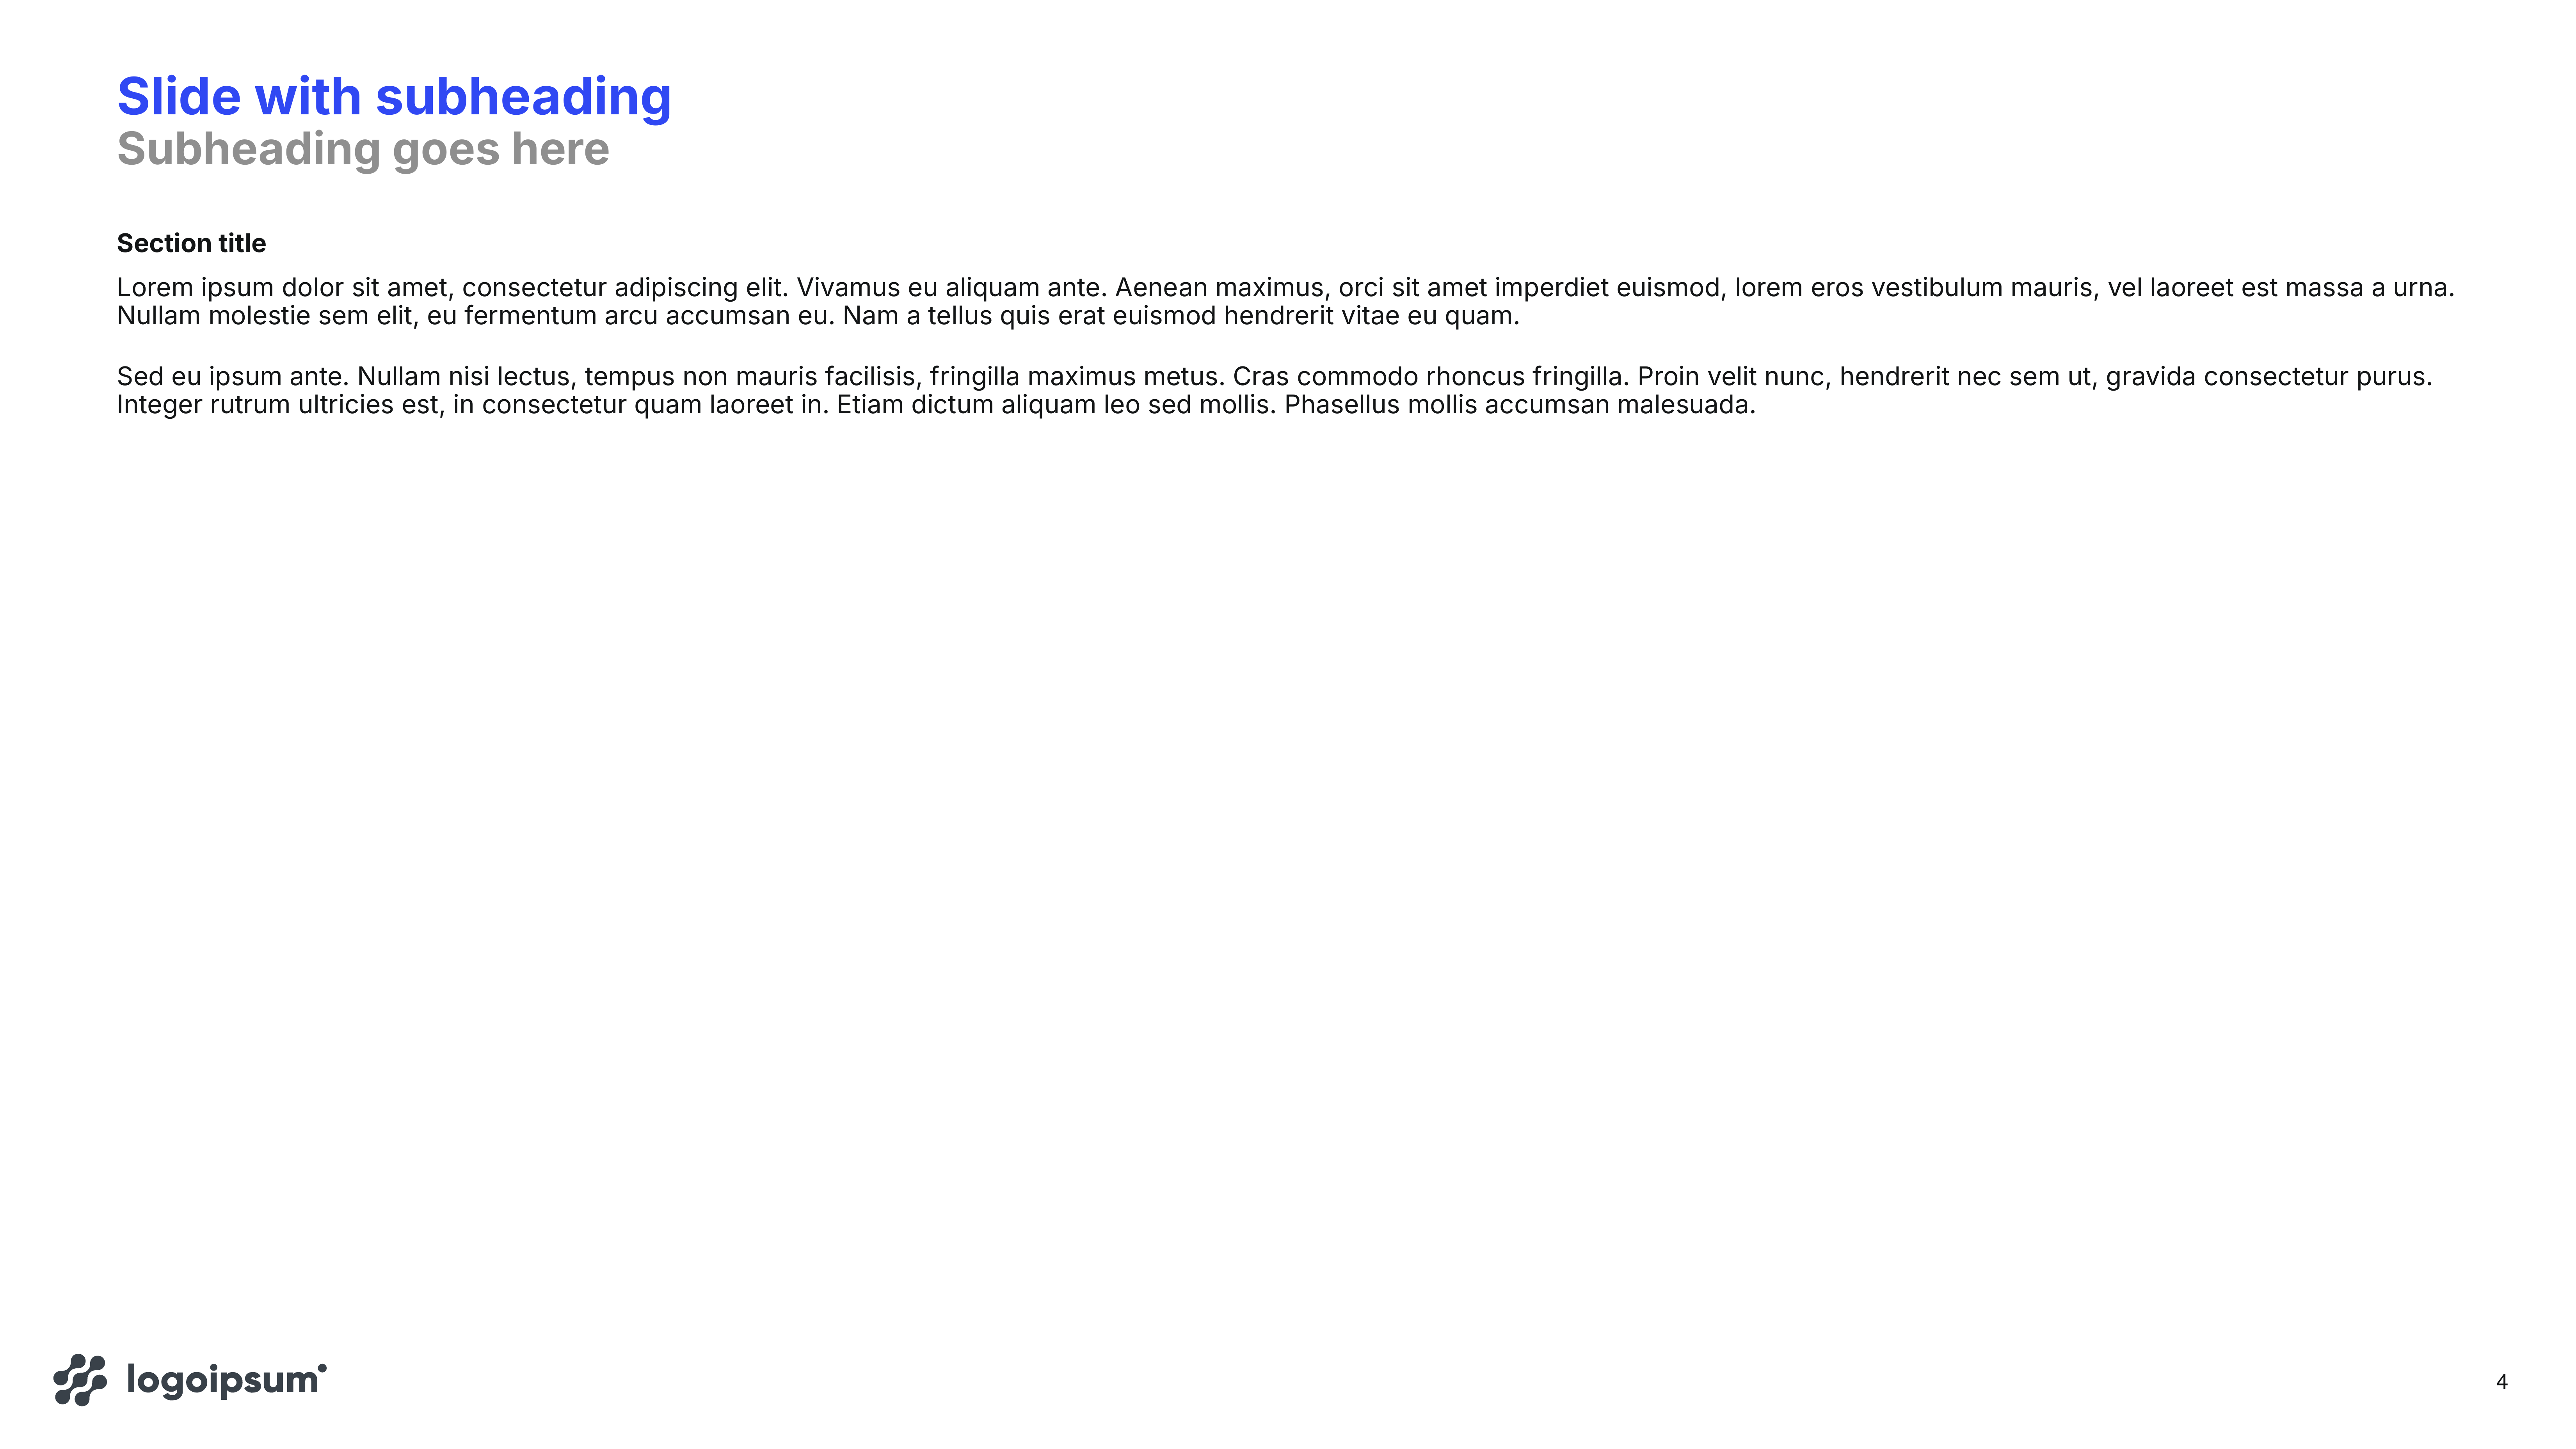 Slide with subheading
Subheading goes here
Section title
Lorem ipsum dolor sit amet, consectetur adipiscing elit. Vivamus eu aliquam ante. Aenean maximus, orci sit amet imperdiet euismod, lorem eros vestibulum mauris, vel laoreet est massa a urna.
Nullam molestie sem elit, eu fermentum arcu accumsan eu. Nam a tellus quis erat euismod hendrerit vitae eu quam.
Sed eu ipsum ante. Nullam nisi lectus, tempus non mauris facilisis, fringilla maximus metus. Cras commodo rhoncus fringilla. Proin velit nunc, hendrerit nec sem ut, gravida consectetur purus.
Integer rutrum ultricies est, in consectetur quam laoreet in. Etiam dictum aliquam leo sed mollis. Phasellus mollis accumsan malesuada.
logoipsum
4